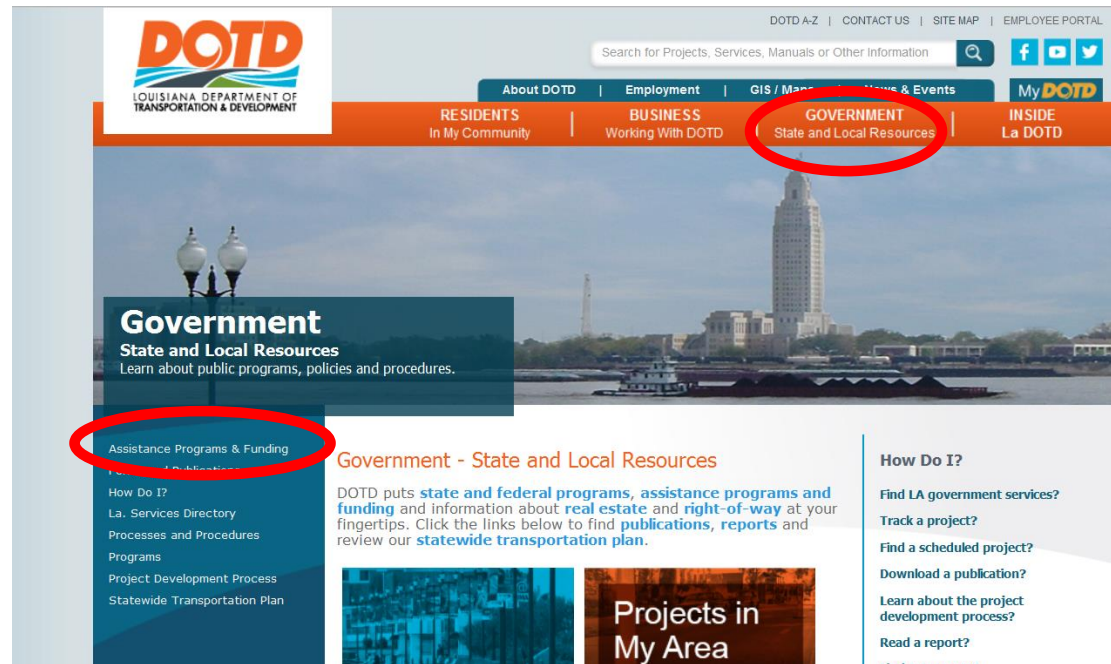 DOTD A-Z | CONTACT US | SITE MAP | EMPLOYEE PORTAL
DOTD
LOUISIANA DEPARTMENT OF
TRANSPORTATION & DEVELOPMENT
Search for Projects, Services, Manuals or Other Information
About DOTD | Employment | GIS / Maps News & Events
My DOTD
RESIDENTS
In My Community
BUSINESS
Working With DOTD
GOVERNMENT
State and Local Resources
INSIDE
La DOTD
Government
State and Local Resources
Learn about public programs, policies and procedures.
Assistance Programs & Funding
and Publications
How Do I?
La. Services Directory
Processes and Procedures
Programs
Project Development Process
Statewide Transportation Plan
Government - State and Local Resources
DOTD puts state and federal programs, assistance programs and
funding and information about real estate and right-of-way at your
fingertips. Click the links below to find publications, reports and
review our statewide transportation plan.
Projects in
My Area
How Do I?
Find LA government services?
Track a project?
Find a scheduled project?
Download a publication?
Learn about the project
development process?
Read a report?